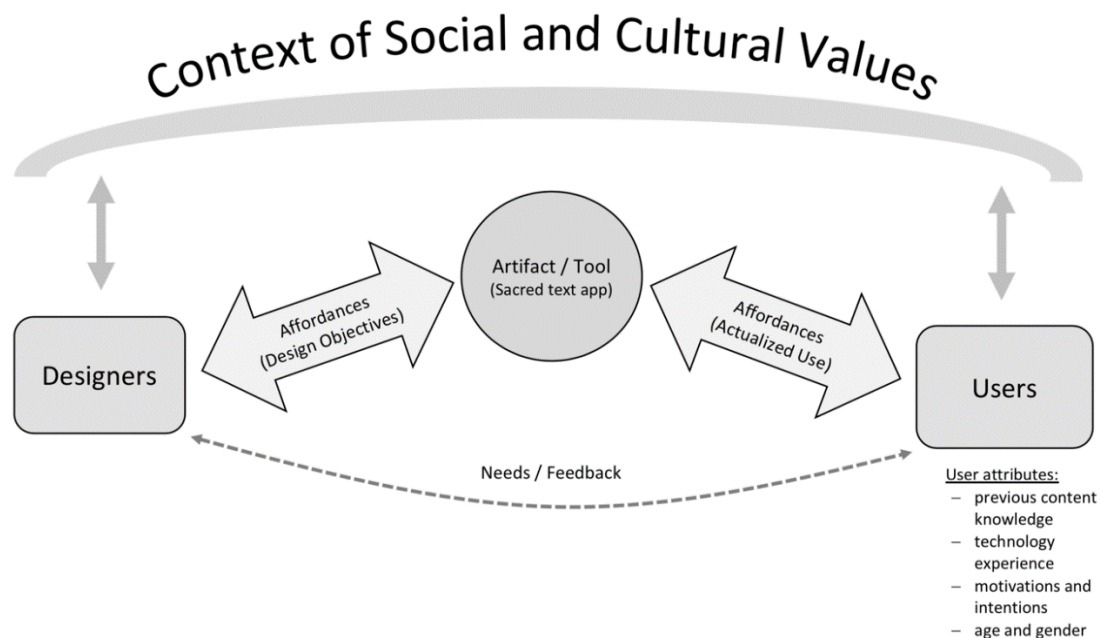 Context of Social and Cultural Values
Artifact / Tool
(Sacred text app)
Affordances
(Design Objectives)
Affordances
(Actualized Use)
Designers
Users
Needs / Feedback
User attributes:
– previous content
knowledge
– technology
experience
– motivations and
intentions
– age and gender